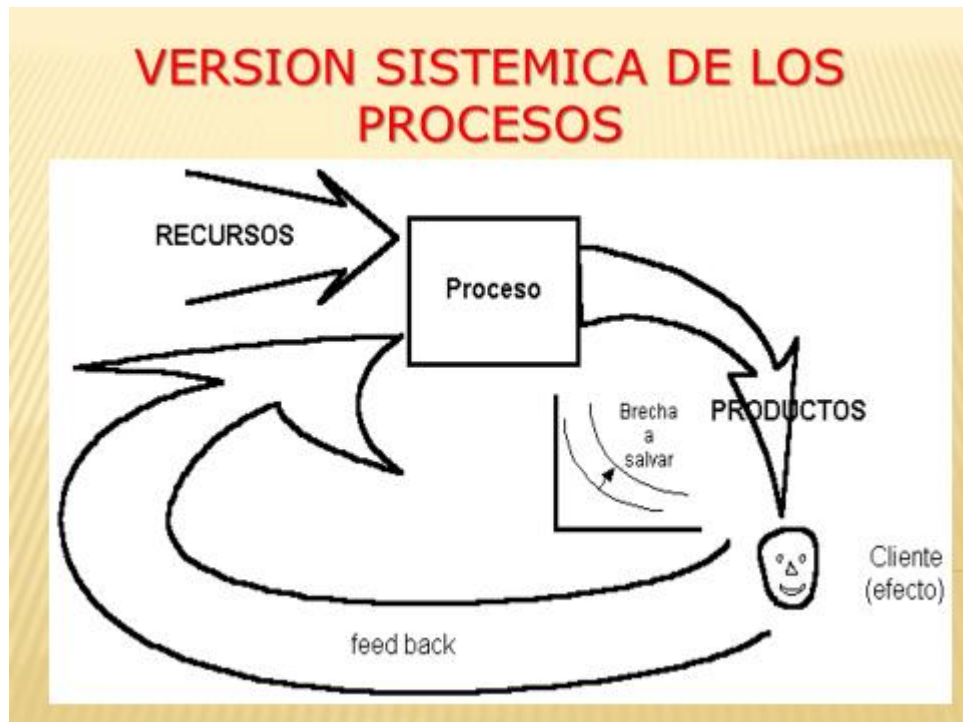 VERSION SISTEMICA DE LOS
PROCESOS
RECURSOS
Proceso
Brecha
a
salvar
PRODUCTOS
Cliente
(efecto)
feed back